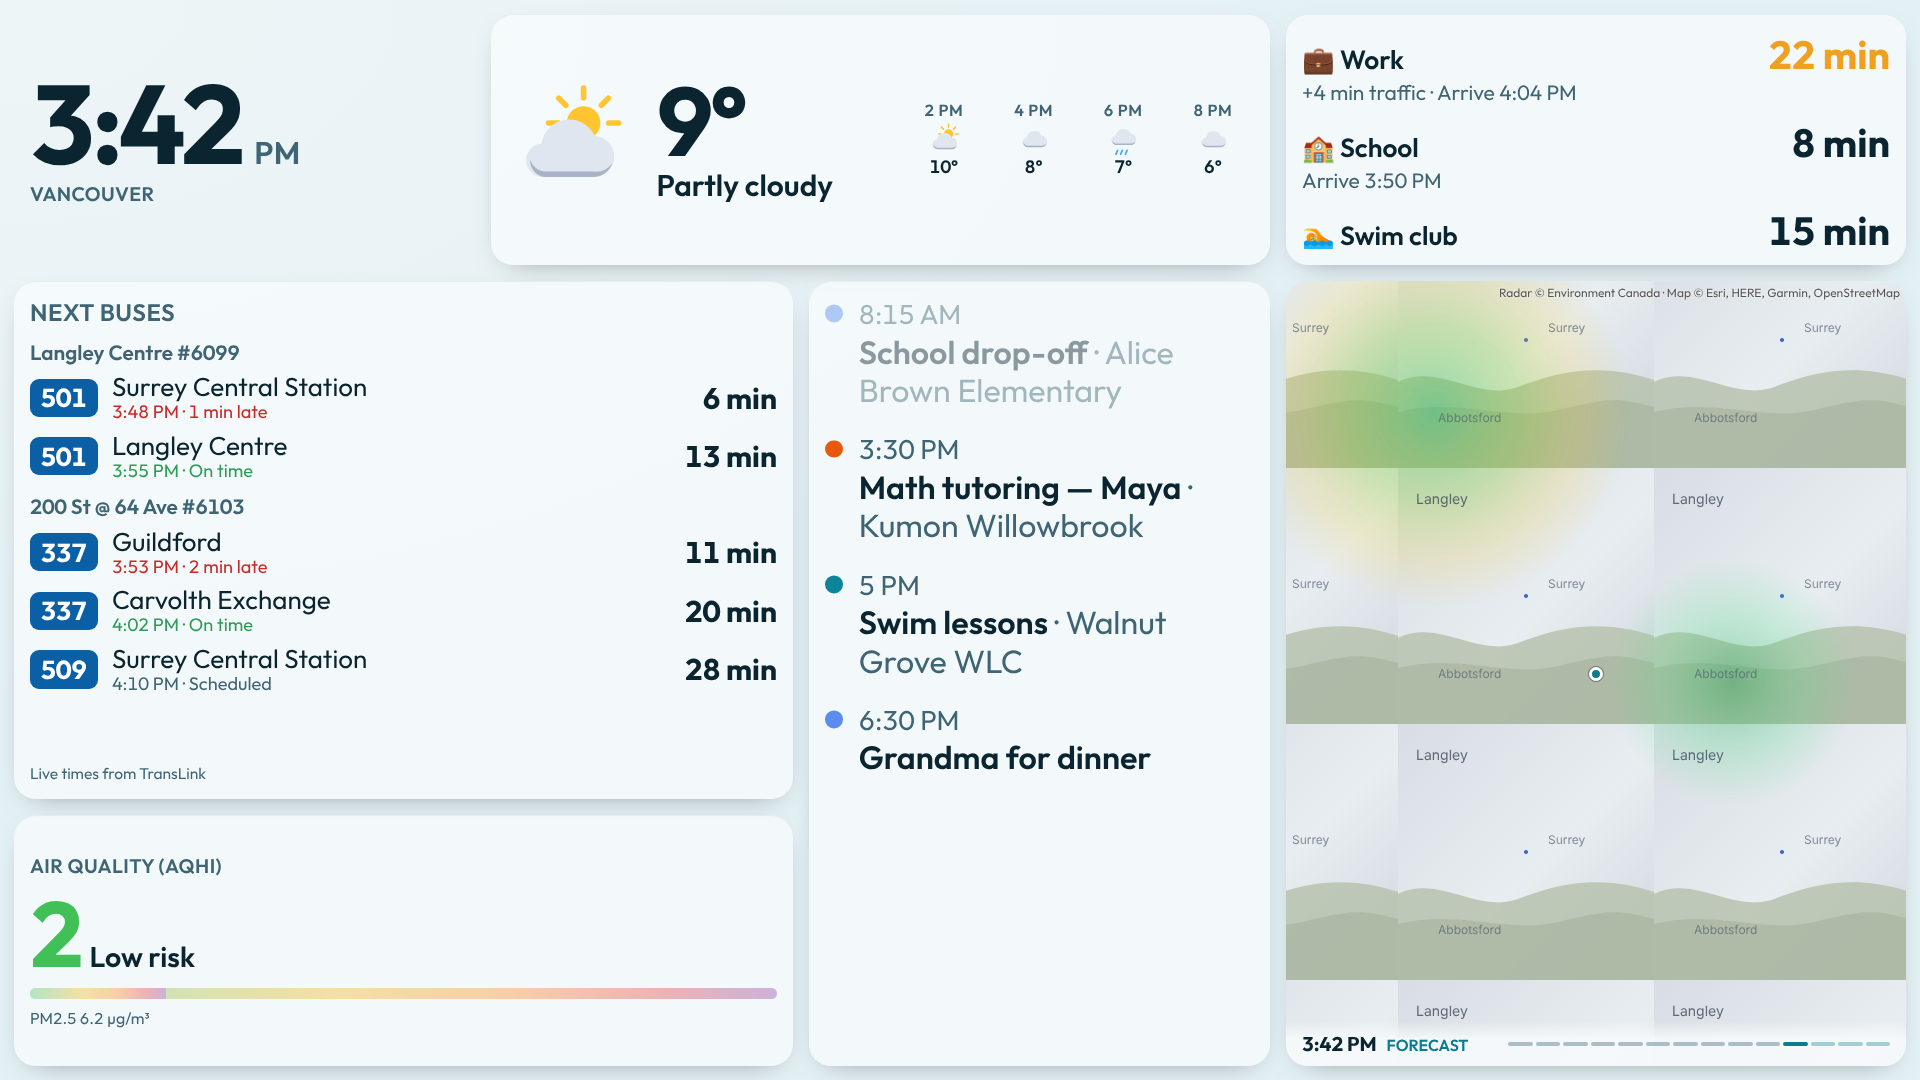 3:42 PM
VANCOUVER
9°
Partly cloudy
2 PM
10°
4 PM
8°
6 PM
7°
8 PM
6°
💼 Work
22 min
+4 min traffic · Arrive 4:04 PM
🏫 School
8 min
Arrive 3:50 PM
🏊 Swim club
15 min
NEXT BUSES
Langley Centre #6099
501
Surrey Central Station
3:48 PM · 1 min late
6 min
501
Langley Centre
3:55 PM · On time
13 min
200 St @ 64 Ave #6103
337
Guildford
3:53 PM · 2 min late
11 min
337
Carvolth Exchange
4:02 PM · On time
20 min
509
Surrey Central Station
4:10 PM · Scheduled
28 min
Live times from TransLink
AIR QUALITY (AQHI)
2 Low risk
PM2.5 6.2 µg/m³
8:15 AM
School drop-off · Alice
Brown Elementary
3:30 PM
Math tutoring — Maya ·
Kumon Willowbrook
5 PM
Swim lessons · Walnut
Grove WLC
6:30 PM
Grandma for dinner
Radar © Environment Canada · Map © Esri, HERE, Garmin, OpenStreetMap
Surrey
Surrey
Surrey
Abbotsford
Abbotsford
Langley
Langley
Surrey
Surrey
Surrey
Abbotsford
Abbotsford
Langley
Langley
Surrey
Surrey
Surrey
Abbotsford
Abbotsford
Langley
Langley
3:42 PM FORECAST